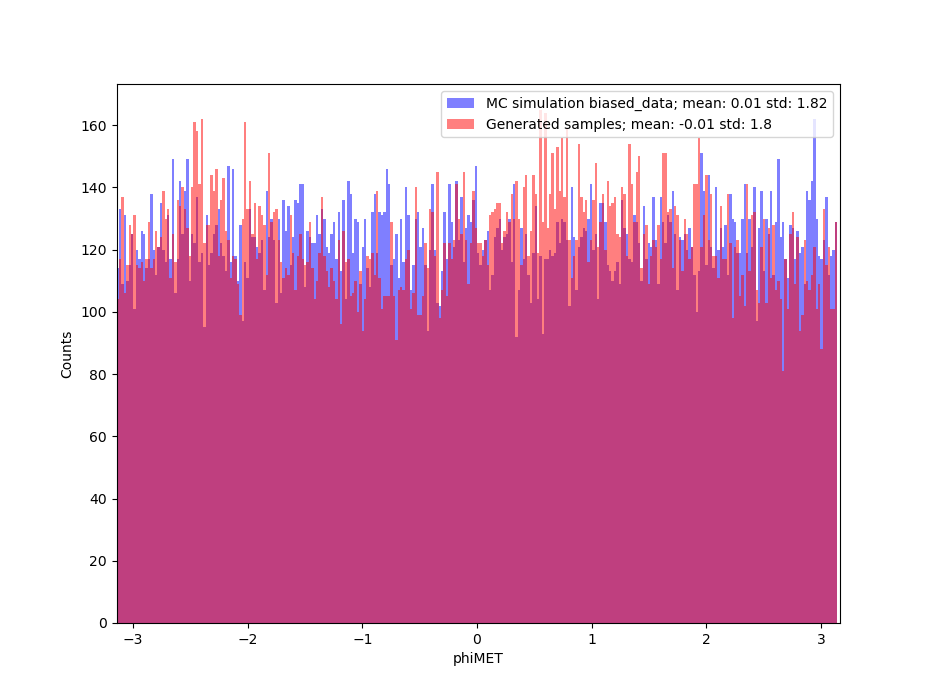 MC simulation biased_data; mean: 0.01 std: 1.82
Generated samples; mean: -0.01 std: 1.8
160
140
120
100
80
60
40
20
0
Counts
−3 −2 −1 0 1 2 3
phiMET